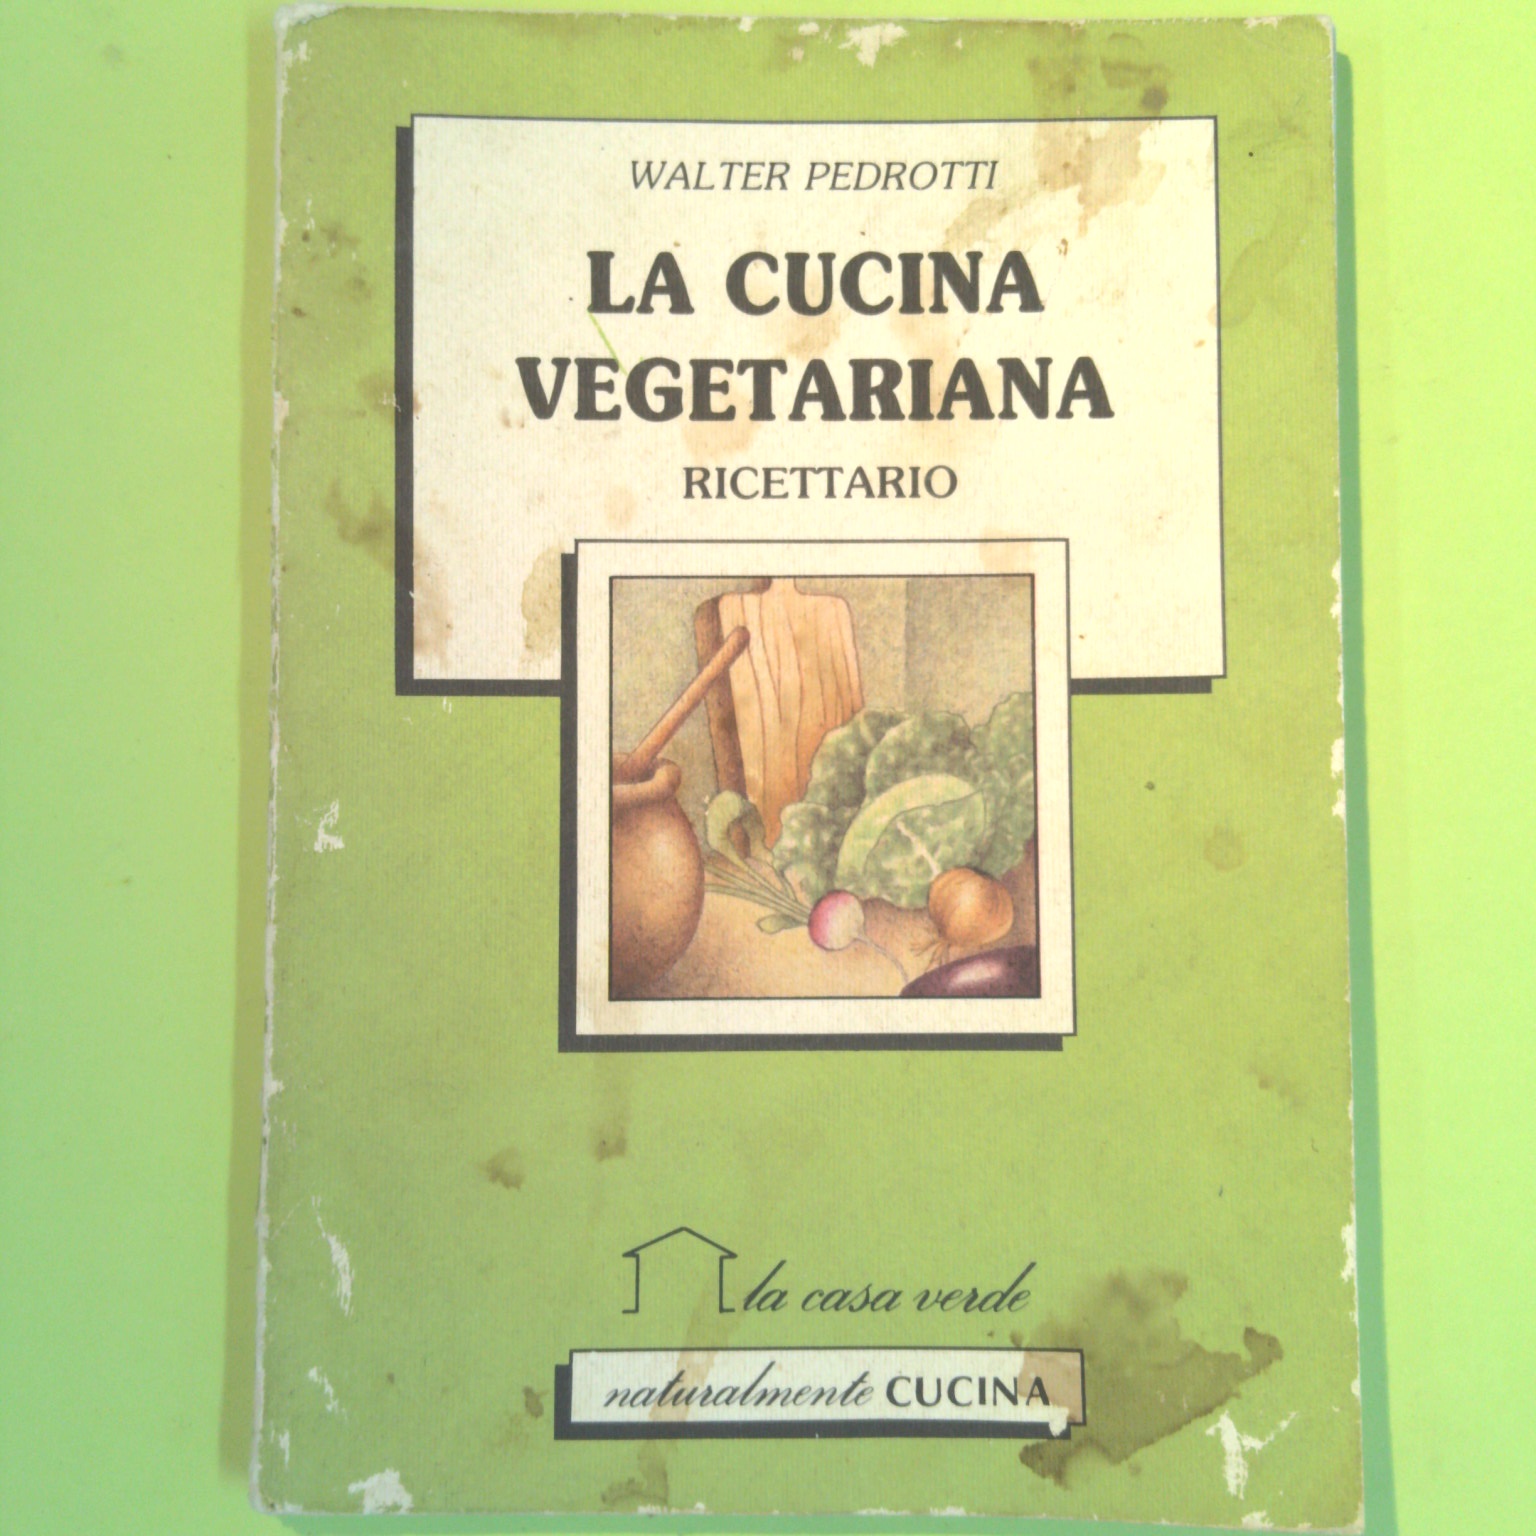 WALTER PEDROTTI
LA CUCINA
VEGETARIANA
RICETTARIO
la casa verde
naturalmente CUCINA